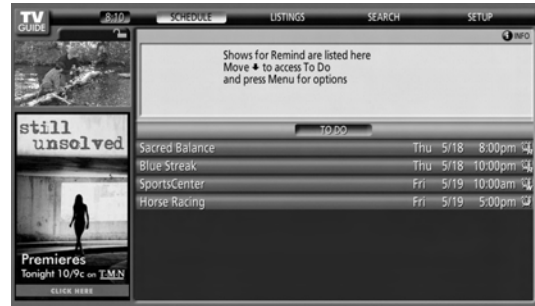 TV
GUIDE
8:10
SCHEDULE LISTINGS SEARCH SETUP
i INFO
Shows for Remind are listed here
Move ⬇ to access To Do
and press Menu for options
TO DO
Sacred Balance Thu 5/18 8:00pm
Blue Streak Thu 5/18 10:00pm
SportsCenter Fri 5/19 10:00am
Horse Racing Fri 5/19 5:00pm
still
unsolved
Premieres
Tonight 10/9c on TMN
CLICK HERE